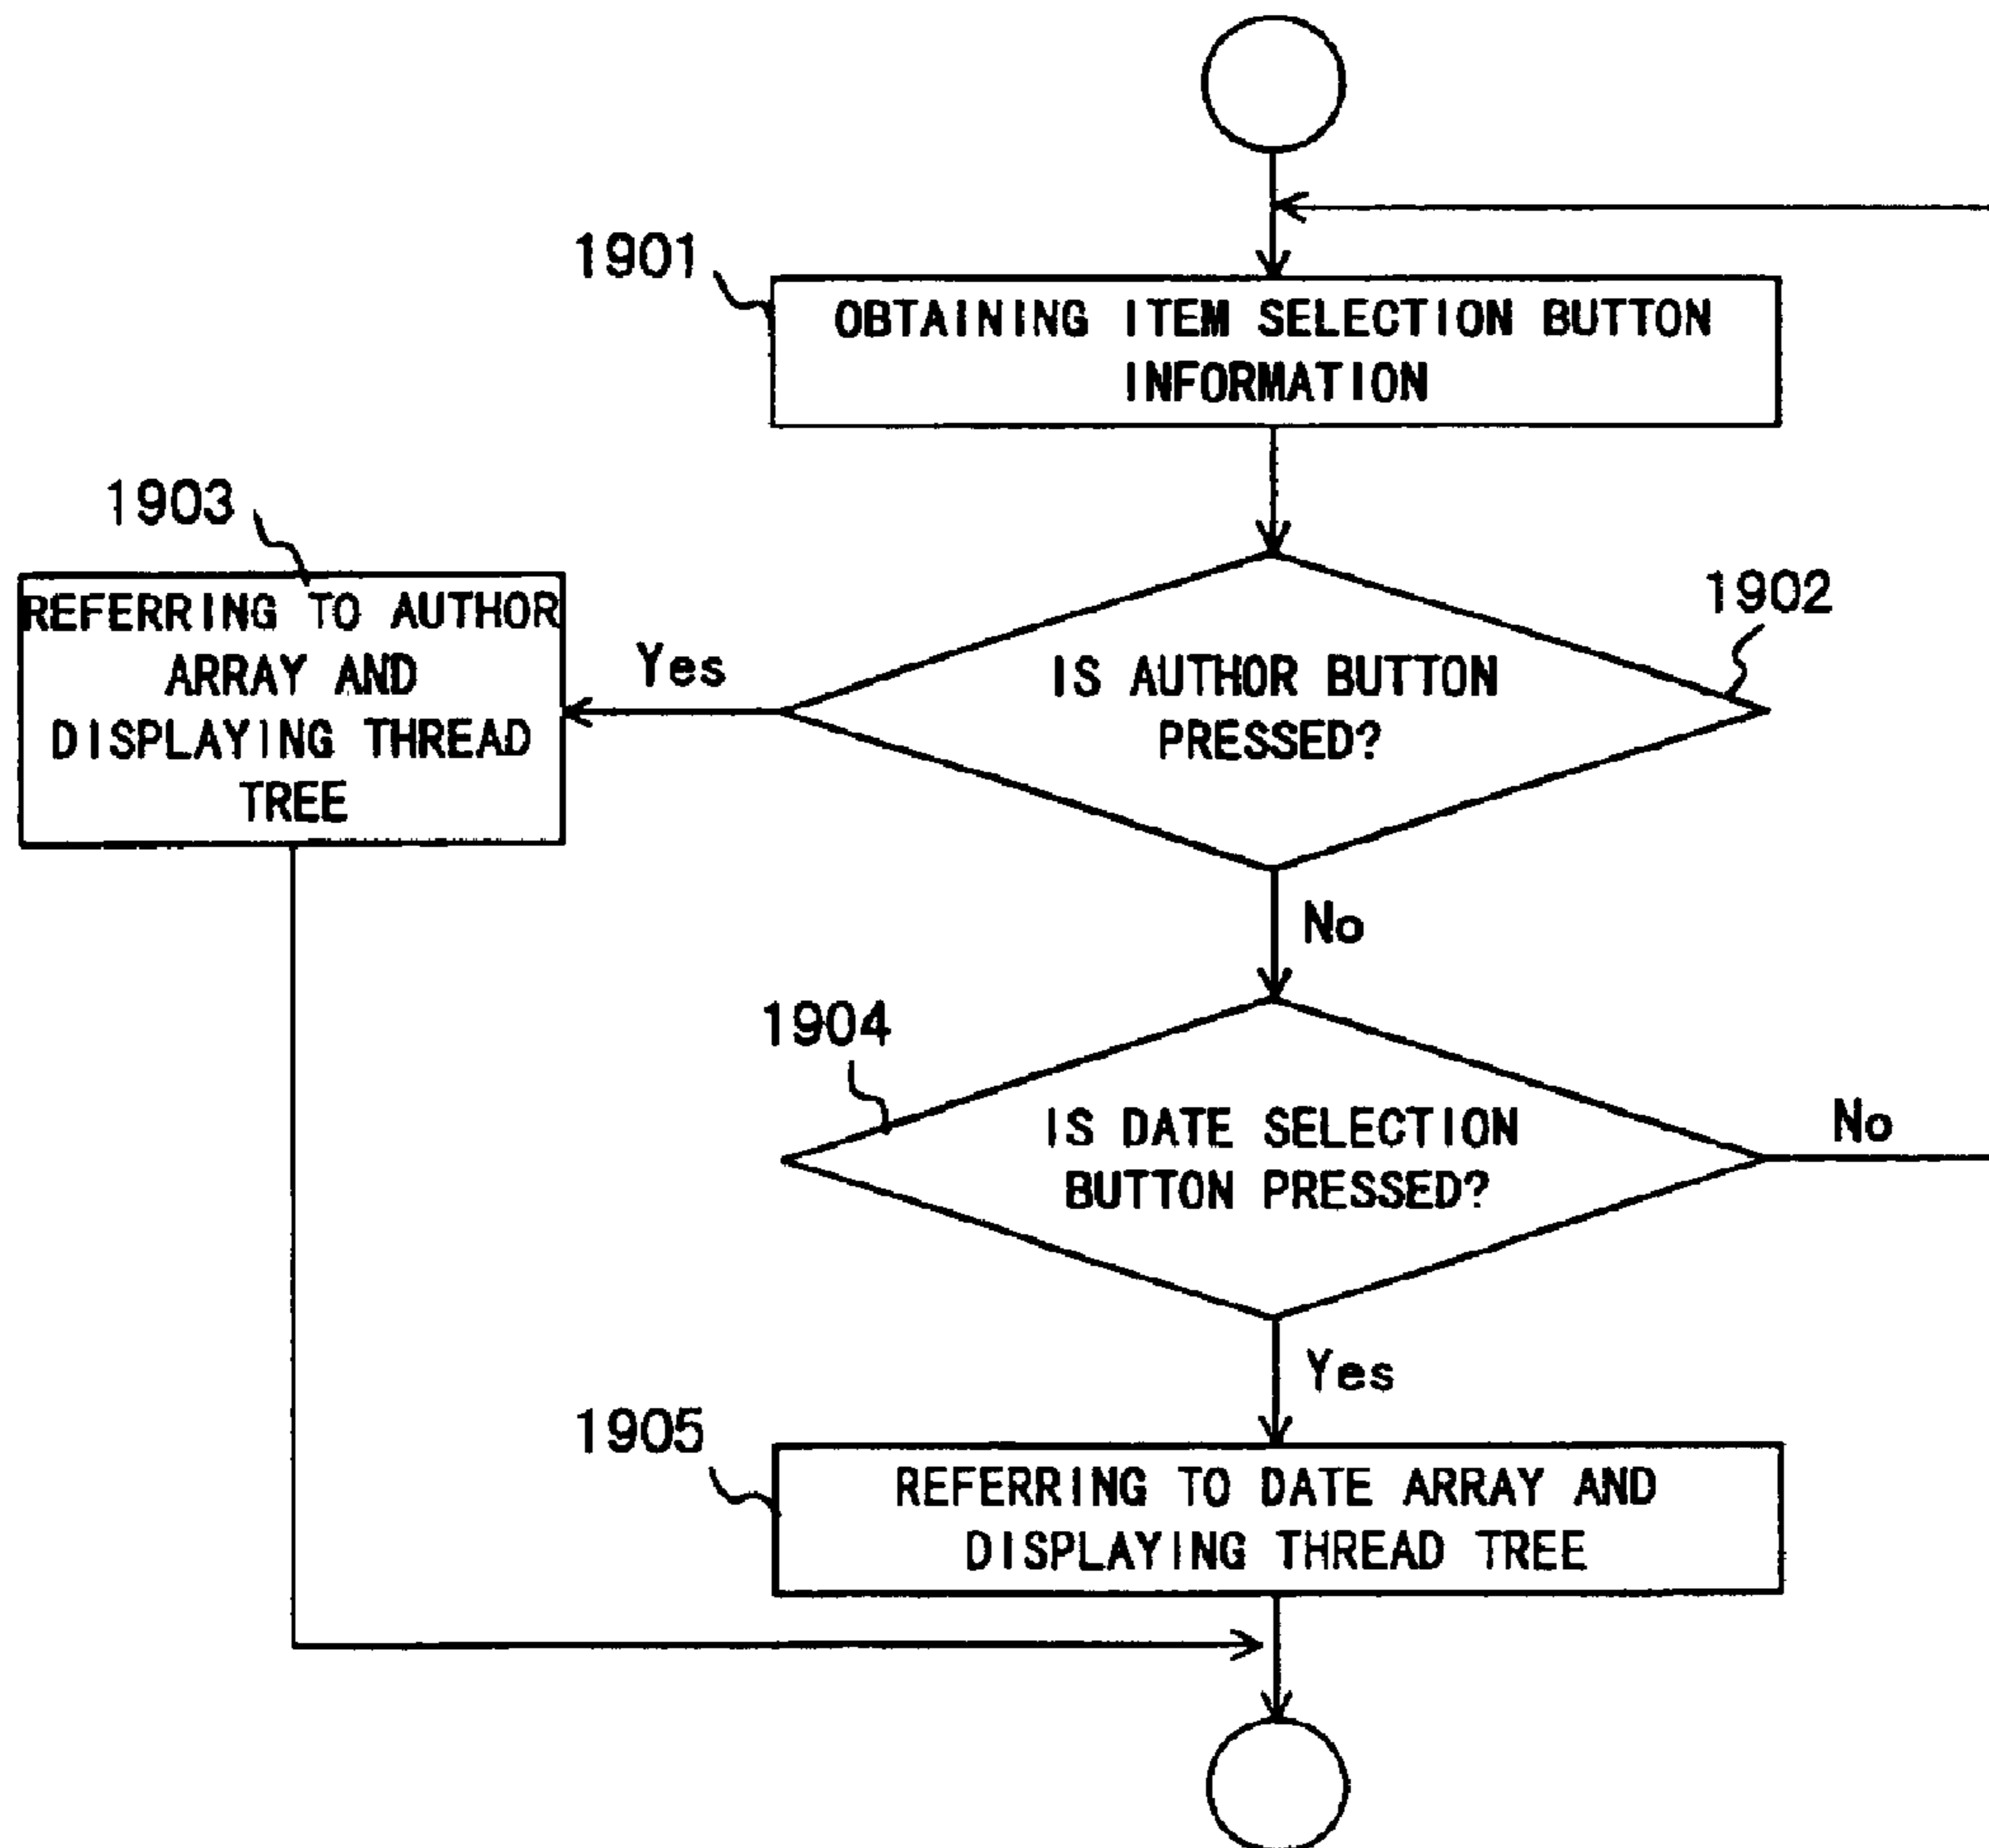 1901
OBTAINING ITEM SELECTION BUTTON
INFORMATION
1903
REFERRING TO AUTHOR
ARRAY AND
DISPLAYING THREAD
TREE
Yes
1902
IS AUTHOR BUTTON
PRESSED?
No
1904
IS DATE SELECTION
BUTTON PRESSED?
No
Yes
1905
REFERRING TO DATE ARRAY AND
DISPLAYING THREAD TREE